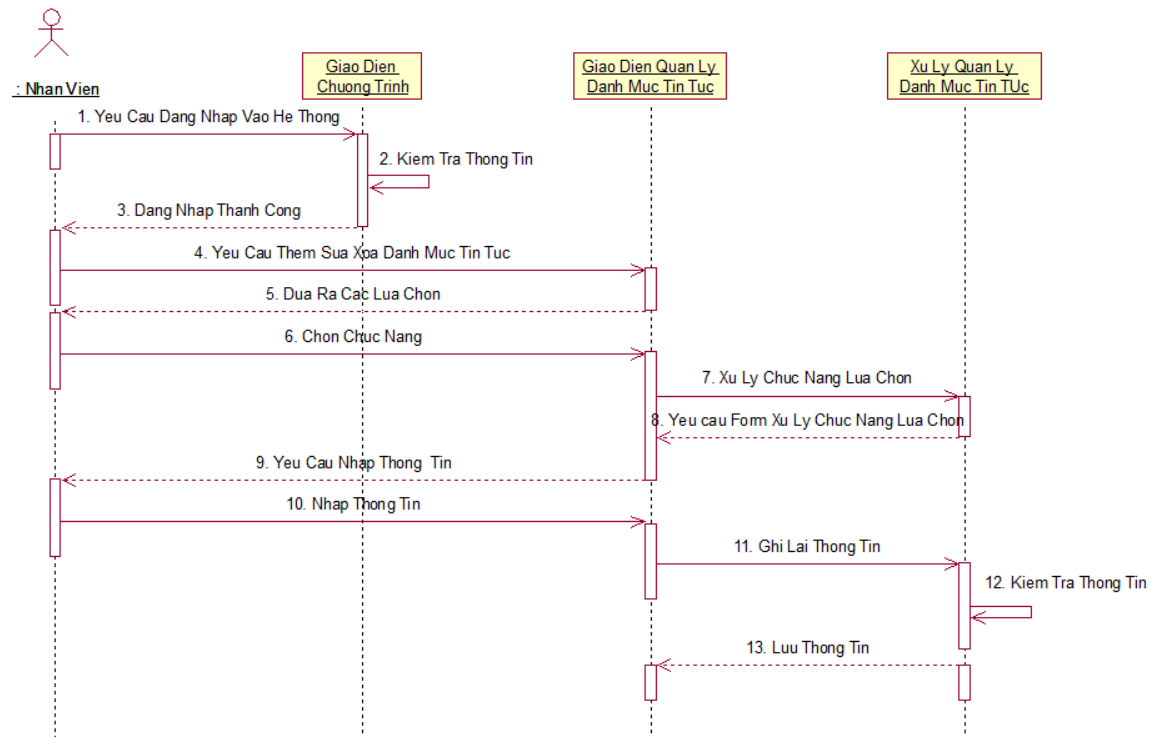 : Nhan Vien
Giao Dien
Chuong Trinh
Giao Dien Quan Ly
Danh Muc Tin Tuc
Xu Ly Quan Ly
Danh Muc Tin TUc
1. Yeu Cau Dang Nhap Vao He Thong
2. Kiem Tra Thong Tin
3. Dang Nhap Thanh Cong
4. Yeu Cau Them Sua Xoa Danh Muc Tin Tuc
5. Dua Ra Cac Lua Chon
6. Chon Chuc Nang
7. Xu Ly Chuc Nang Lua Chon
8. Yeu cau Form Xu Ly Chuc Nang Lua Chon
9. Yeu Cau Nhap Thong Tin
10. Nhap Thong Tin
11. Ghi Lai Thong Tin
12. Kiem Tra Thong Tin
13. Luu Thong Tin